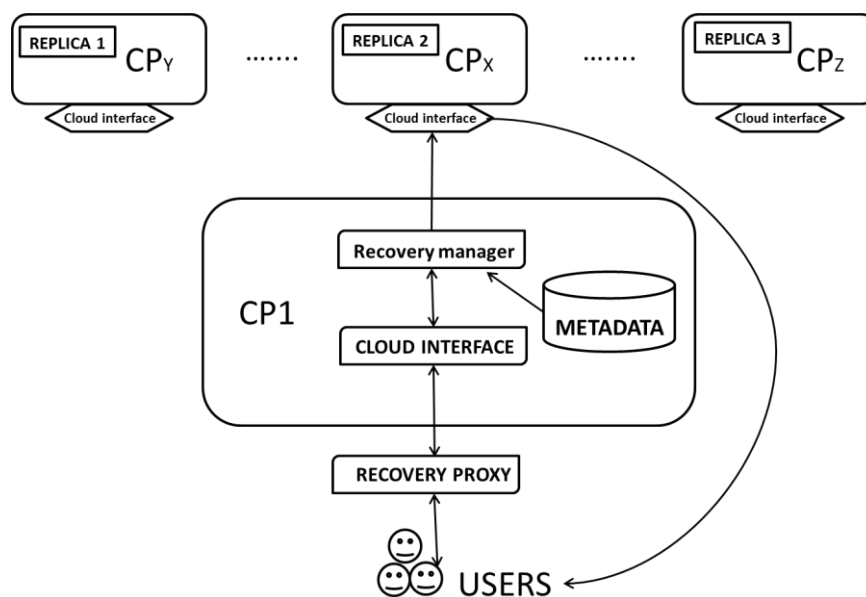 REPLICA 1
CPY
.......
REPLICA 2
CPX
......
REPLICA 3
CPZ
Cloud interface
Cloud interface
Cloud interface
Recovery manager
CP1
METADATA
CLOUD INTERFACE
RECOVERY PROXY
USERS